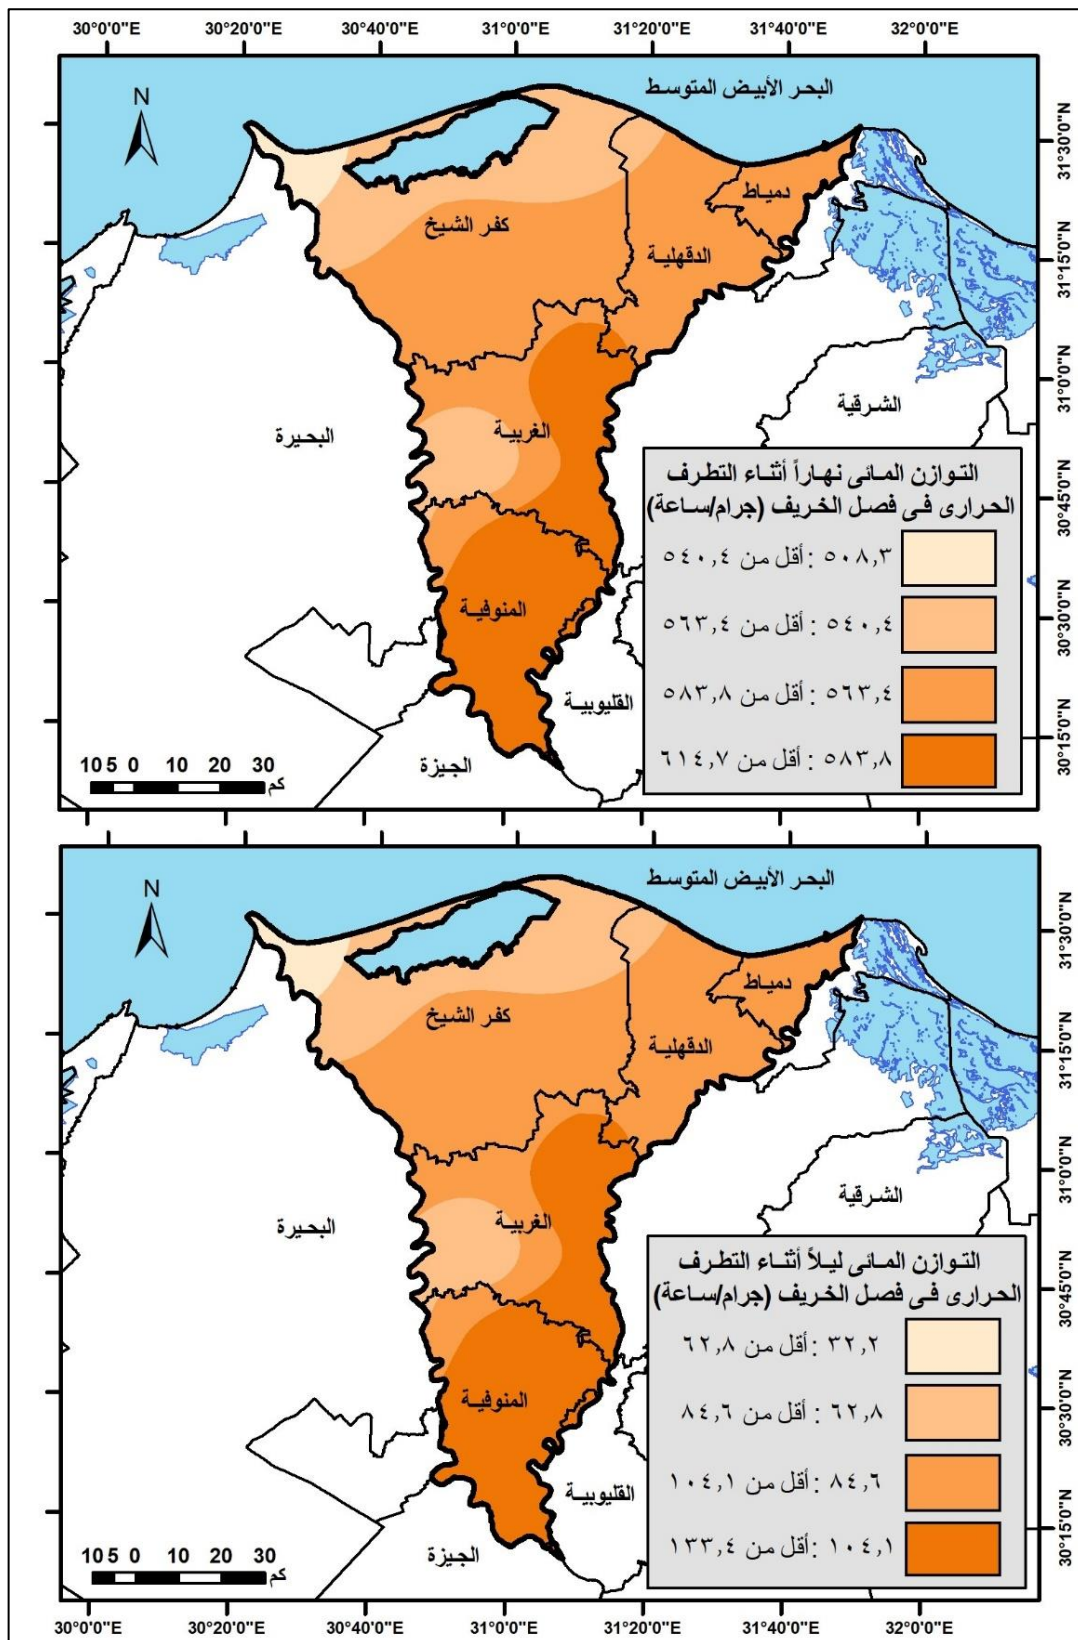 30°0'0"E 30°20'0"E 30°40'0"E 31°0'0"E 31°20'0"E 31°40'0"E 32°0'0"E
البحر الأبيض المتوسط
N
31°30'0"N
دمياط
كفر الشيخ
الدقهلية
31°15'0"N
31°0'0"N
الشرقية
البحيرة
الغربية
التوازن المائى نهاراً أثناء التطرف
الحرارى فى فصل الخريف (جرام/ساعة)
30°45'0"N
٥٠٨,٣ : أقل من ٥٤٠,٤
المنوفية
٥٤٠,٤ : أقل من ٥٦٣,٤
30°30'0"N
القليوبية
٥٦٣,٤ : أقل من ٥٨٣,٨
30°15'0"N
الجيزة
٥٨٣,٨ : أقل من ٦١٤,٧
10 5 0 10 20 30
كم
البحر الأبيض المتوسط
N
31°30'0"N
دمياط
كفر الشيخ
الدقهلية
31°15'0"N
31°0'0"N
الشرقية
البحيرة
الغربية
التوازن المائى ليلاً أثناء التطرف
الحرارى فى فصل الخريف (جرام/ساعة)
30°45'0"N
٣٢,٢ : أقل من ٦٢,٨
المنوفية
٦٢,٨ : أقل من ٨٤,٦
30°30'0"N
القليوبية
٨٤,٦ : أقل من ١٠٤,١
30°15'0"N
الجيزة
١٠٤,١ : أقل من ١٣٣,٤
10 5 0 10 20 30
كم
30°0'0"E 30°20'0"E 30°40'0"E 31°0'0"E 31°20'0"E 31°40'0"E 32°0'0"E